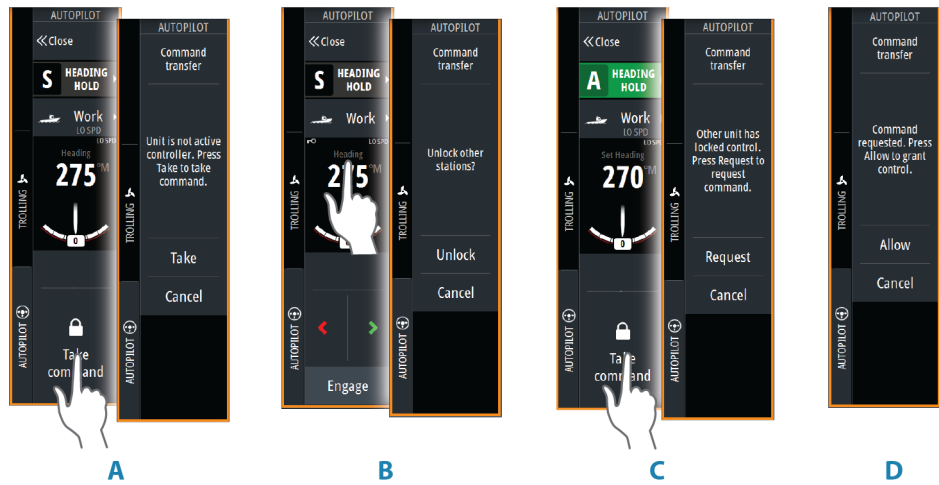 AUTOPILOT
≪Close
S HEADING HOLD
Work
LO SPD
LO SPD
Heading
275°M
0
Take command
TROLLING
AUTOPILOT
AUTOPILOT
Command
transfer
Unit is not active
controller. Press
Take to take
command.
Take
Cancel
TROLLING
AUTOPILOT
A
AUTOPILOT
≪Close
S HEADING HOLD
Work
LO SPD
LO SPD
Heading
275°M
Engage
TROLLING
AUTOPILOT
AUTOPILOT
Command
transfer
Unlock other
stations?
Unlock
Cancel
TROLLING
AUTOPILOT
B
AUTOPILOT
≪Close
A HEADING HOLD
Work
LO SPD
LO SPD
Set Heading
270°M
0
Take command
TROLLING
AUTOPILOT
AUTOPILOT
Command
transfer
Other unit has
locked control.
Press Request to
request
command.
Request
Cancel
TROLLING
AUTOPILOT
C
AUTOPILOT
Command
transfer
Command
requested. Press
Allow to grant
control.
Allow
Cancel
TROLLING
AUTOPILOT
D